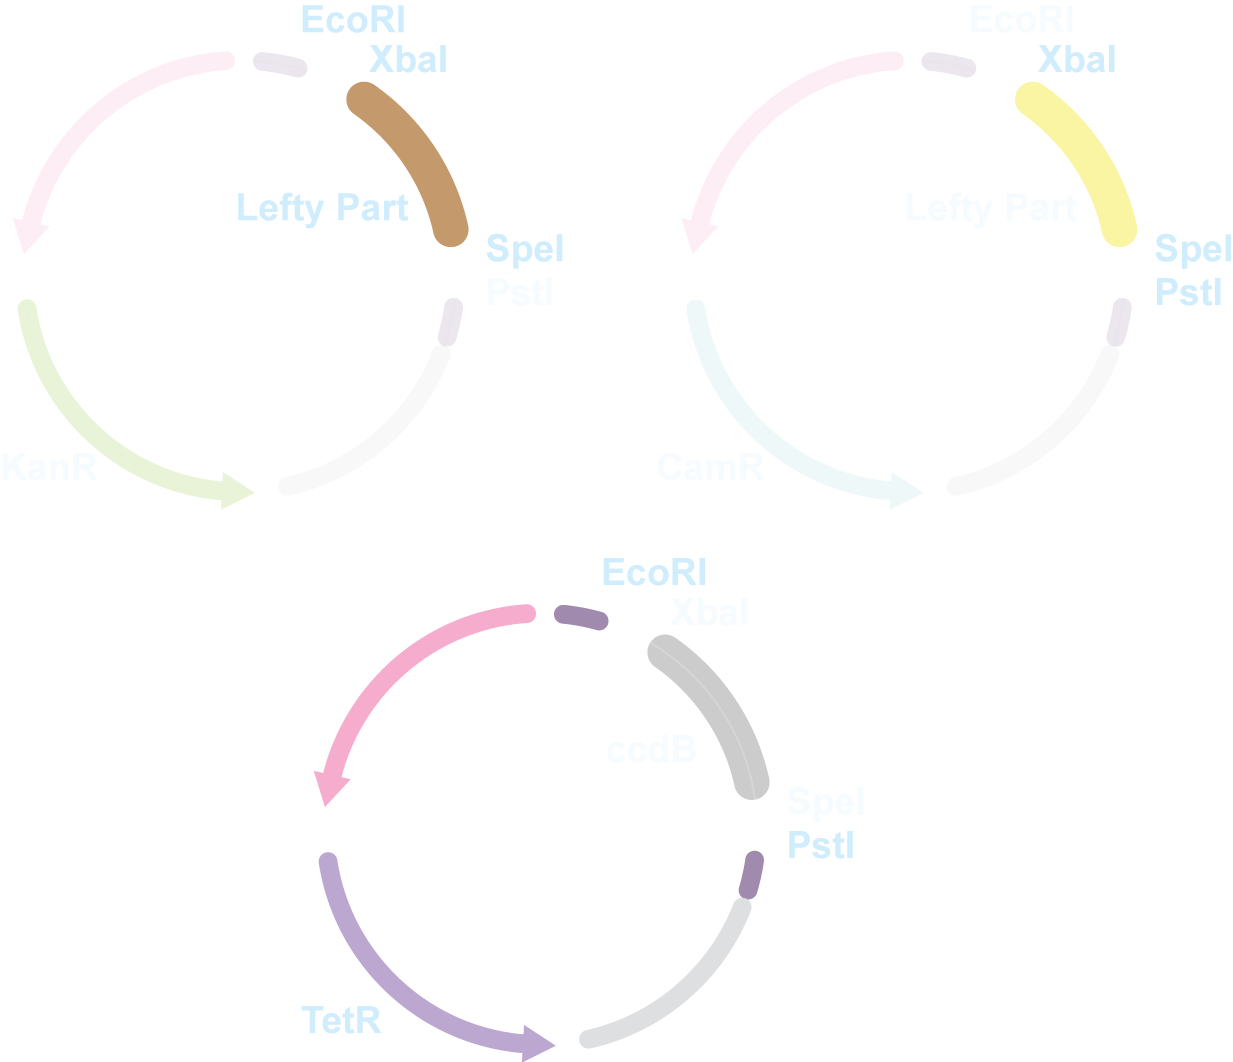 EcoRI
XbaI
Lefty Part
SpeI
PstI
KanR
EcoRI
XbaI
Lefty Part
SpeI
PstI
CamR
EcoRI
XbaI
ccdB
SpeI
PstI
TetR